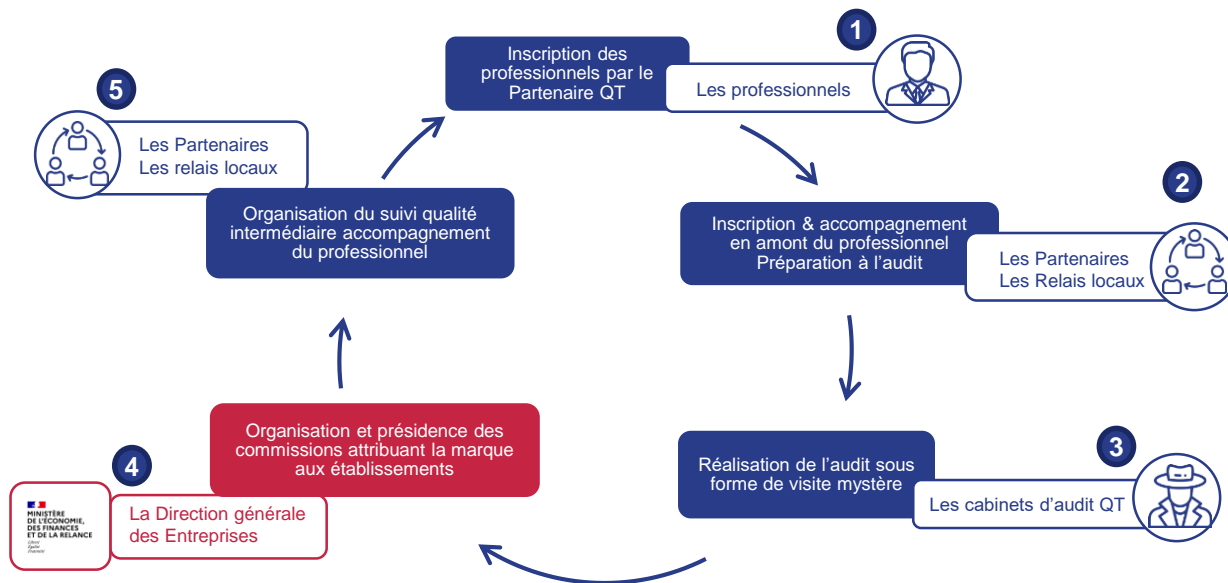 1
Inscription des
professionnels par le
Partenaire QT
Les professionnels
2
Inscription & accompagnement
en amont du professionnel
Préparation à l’audit
Les Partenaires
Les Relais locaux
3
Réalisation de l’audit sous
forme de visite mystère
Les cabinets d’audit QT
4
Organisation et présidence des
commissions attribuant la marque
aux établissements
La Direction générale
des Entreprises
MINISTÈRE
DE L’ÉCONOMIE,
DES FINANCES
ET DE LA RELANCE
Liberté
Égalité
Fraternité
5
Les Partenaires
Les relais locaux
Organisation du suivi qualité
intermédiaire accompagnement
du professionnel